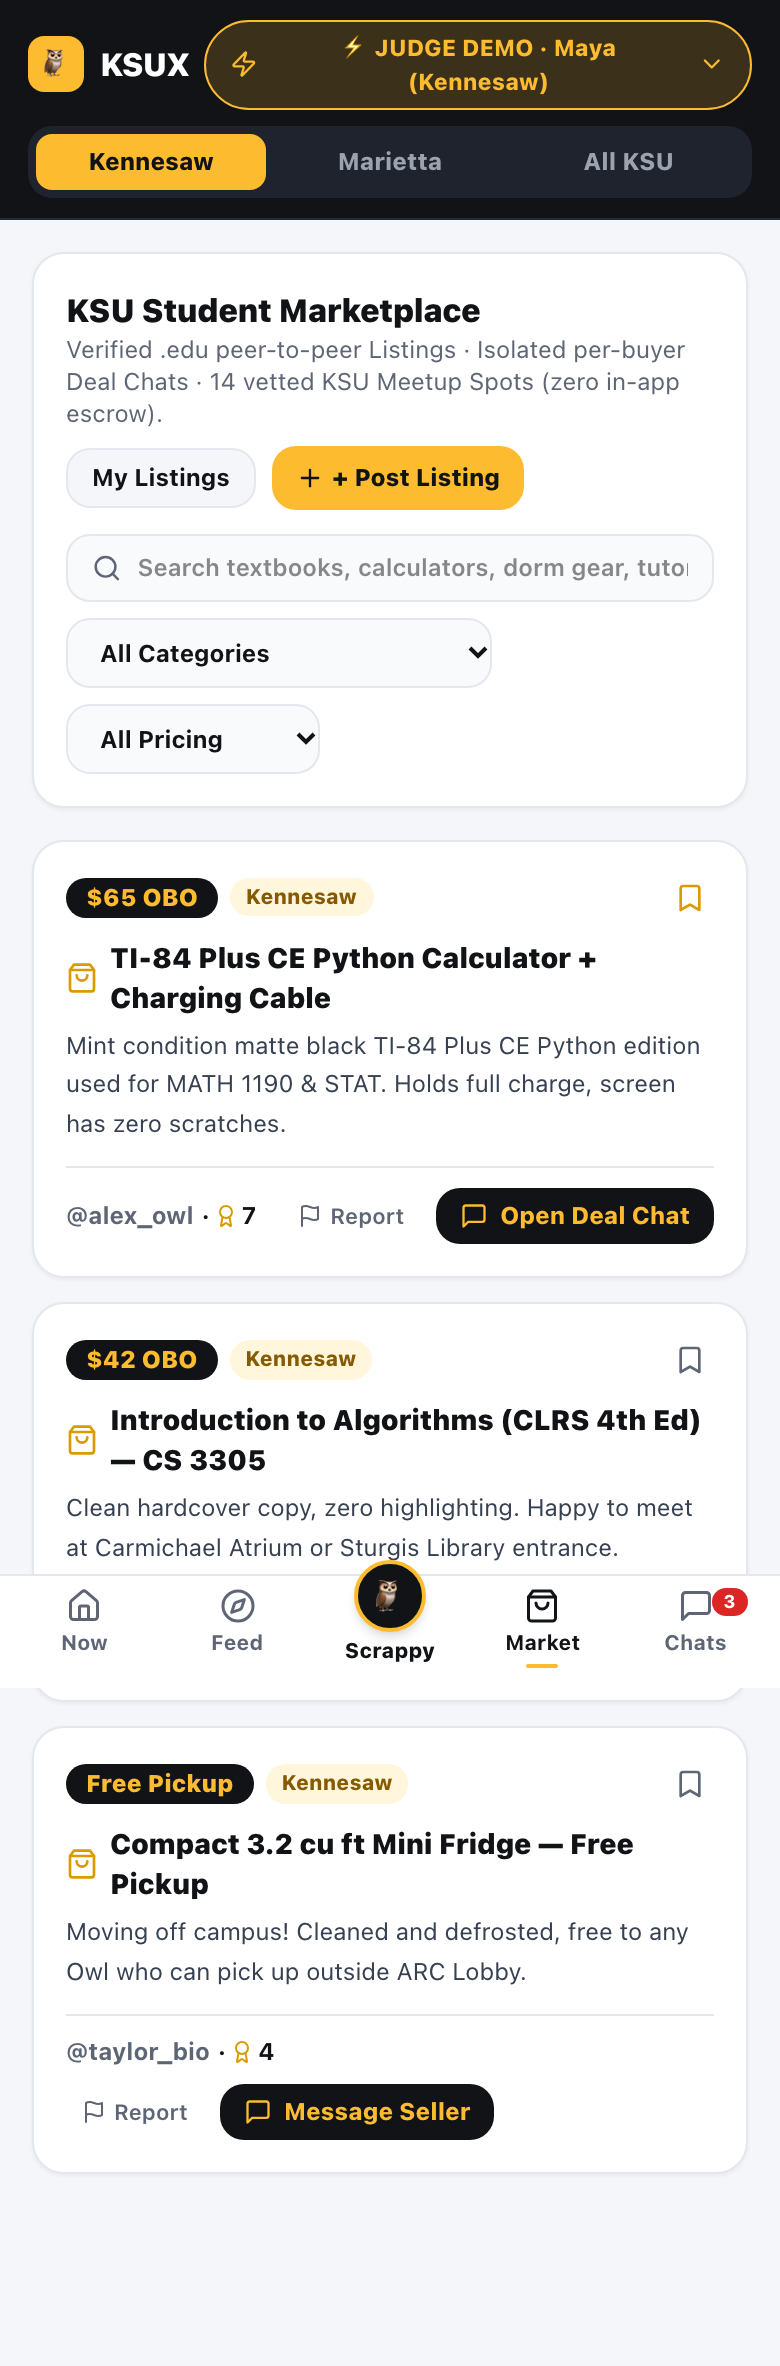 KSUX
⚡ JUDGE DEMO · Maya
(Kennesaw)
Kennesaw
Marietta
All KSU
KSU Student Marketplace
Verified .edu peer-to-peer Listings · Isolated per-buyer
Deal Chats · 14 vetted KSU Meetup Spots (zero in-app
escrow).
My Listings
+ Post Listing
Search textbooks, calculators, dorm gear, tutor
All Categories
All Pricing
$65 OBO
Kennesaw
TI-84 Plus CE Python Calculator +
Charging Cable
Mint condition matte black TI-84 Plus CE Python edition
used for MATH 1190 & STAT. Holds full charge, screen
has zero scratches.
@alex_owl · 7
Report
Open Deal Chat
$42 OBO
Kennesaw
Introduction to Algorithms (CLRS 4th Ed)
— CS 3305
Clean hardcover copy, zero highlighting. Happy to meet
at Carmichael Atrium or Sturgis Library entrance.
Now
Feed
Scrappy
Market
Chats
3
Free Pickup
Kennesaw
Compact 3.2 cu ft Mini Fridge — Free
Pickup
Moving off campus! Cleaned and defrosted, free to any
Owl who can pick up outside ARC Lobby.
@taylor_bio · 4
Report
Message Seller